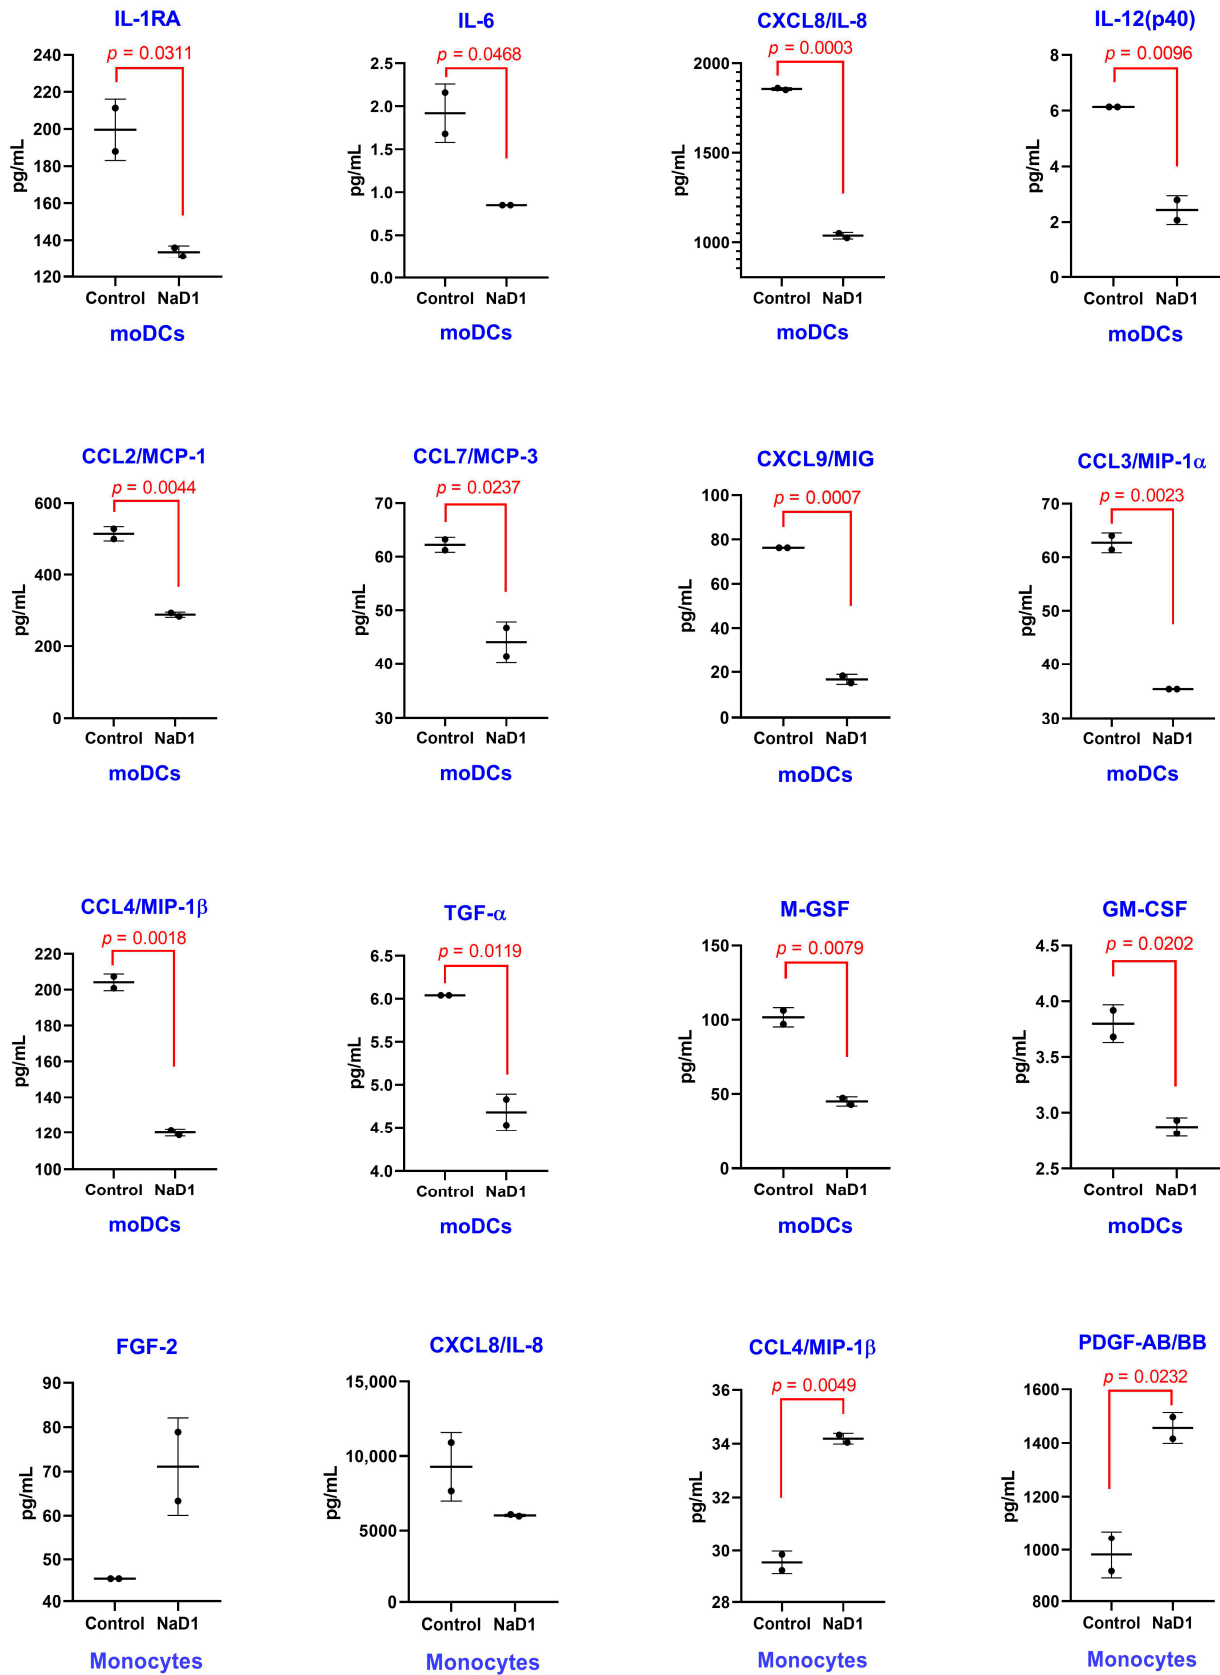 IL-1RA
p = 0.0311
240
220
200
180
160
140
120
pg/mL
Control NaD1
moDCs
IL-6
p = 0.0468
2.5
2.0
1.5
1.0
0.5
0.0
pg/mL
Control NaD1
moDCs
CXCL8/IL-8
p = 0.0003
2000
1500
1000
pg/mL
Control NaD1
moDCs
IL-12(p40)
p = 0.0096
8
6
4
2
0
pg/mL
Control NaD1
moDCs
CCL2/MCP-1
p = 0.0044
600
400
200
0
pg/mL
Control NaD1
moDCs
CCL7/MCP-3
p = 0.0237
70
60
50
40
30
pg/mL
Control NaD1
moDCs
CXCL9/MIG
p = 0.0007
100
80
60
40
20
0
pg/mL
Control NaD1
moDCs
CCL3/MIP-1α
p = 0.0023
70
60
50
40
30
pg/mL
Control NaD1
moDCs
CCL4/MIP-1β
p = 0.0018
220
200
180
160
140
120
100
pg/mL
Control NaD1
moDCs
TGF-α
p = 0.0119
6.5
6.0
5.5
5.0
4.5
4.0
pg/mL
Control NaD1
moDCs
M-GSF
p = 0.0079
150
100
50
0
pg/mL
Control NaD1
moDCs
GM-CSF
p = 0.0202
4.5
4.0
3.5
3.0
2.5
pg/mL
Control NaD1
moDCs
FGF-2
90
80
70
60
50
40
pg/mL
Control NaD1
Monocytes
CXCL8/IL-8
15,000
10,000
5000
0
pg/mL
Control NaD1
Monocytes
CCL4/MIP-1β
p = 0.0049
36
34
32
30
28
pg/mL
Control NaD1
Monocytes
PDGF-AB/BB
p = 0.0232
1600
1400
1200
1000
800
pg/mL
Control NaD1
Monocytes